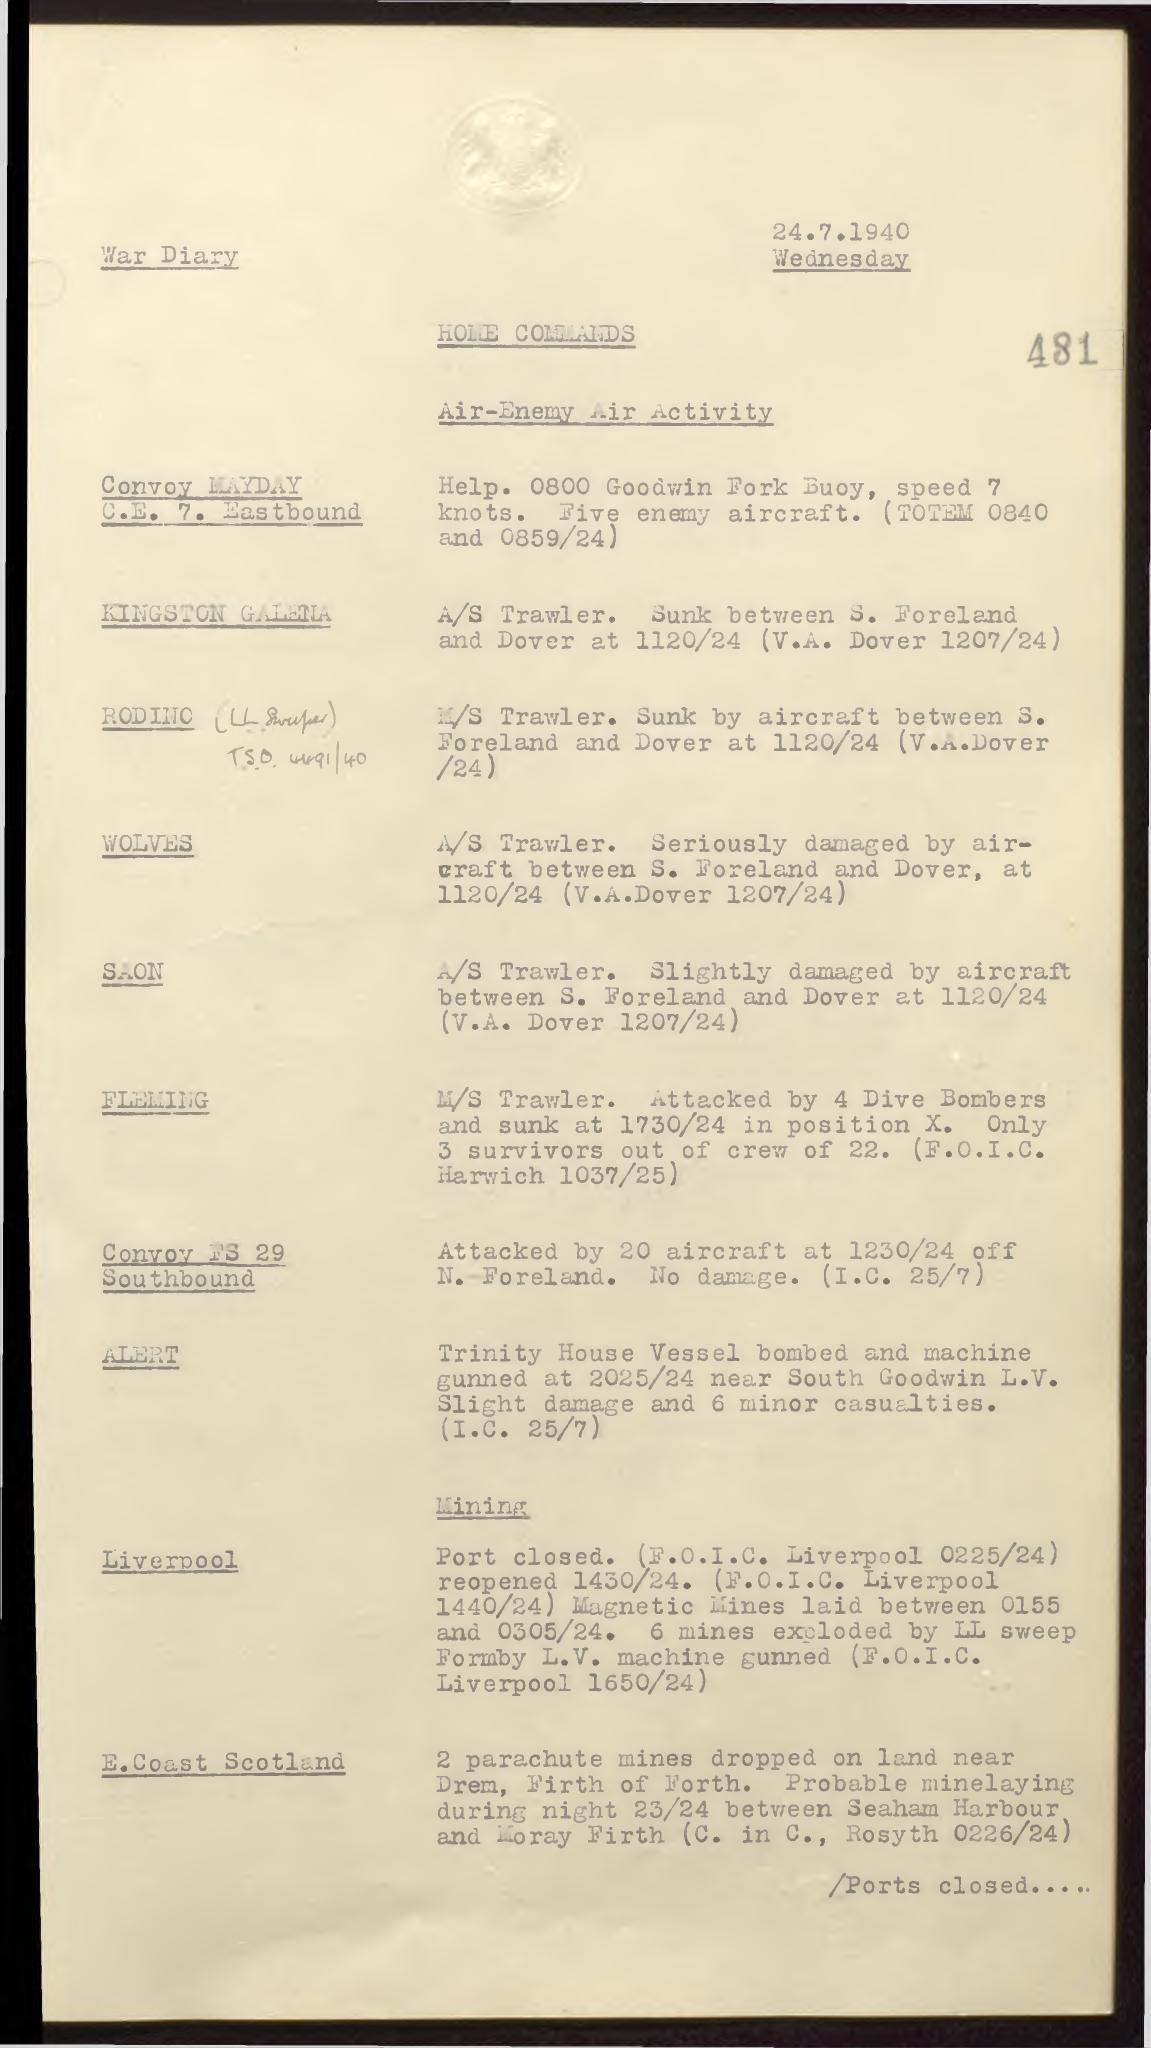 War Diary
24.7.1940
Wednesday
HOME COMMANDS
481
Air-Enemy Air Activity
Convoy MAYDAY
C.E. 7. Eastbound
Help. 0800 Goodwin Fork Buoy, speed 7
knots. Five enemy aircraft. (TOTEM 0840
and 0859/24)
KINGSTON GALENA
A/S Trawler. Sunk between S. Foreland
and Dover at 1120/24 (V.A. Dover 1207/24)
RODINO (LL Sweeper)
T.S.D. 4491/40
M/S Trawler. Sunk by aircraft between S.
Foreland and Dover at 1120/24 (V.A.Dover
/24)
WOLVES
A/S Trawler. Seriously damaged by air-
craft between S. Foreland and Dover, at
1120/24 (V.A.Dover 1207/24)
SAON
A/S Trawler. Slightly damaged by aircraft
between S. Foreland and Dover at 1120/24
(V.A. Dover 1207/24)
FLEMING
M/S Trawler. Attacked by 4 Dive Bombers
and sunk at 1730/24 in position X. Only
3 survivors out of crew of 22. (F.O.I.C.
Harwich 1037/25)
Convoy FS 29
Southbound
Attacked by 20 aircraft at 1230/24 off
N. Foreland. No damage. (I.C. 25/7)
ALERT
Trinity House Vessel bombed and machine
gunned at 2025/24 near South Goodwin L.V.
Slight damage and 6 minor casualties.
(I.C. 25/7)
Mining
Liverpool
Port closed. (F.O.I.C. Liverpool 0225/24)
reopened 1430/24. (F.O.I.C. Liverpool
1440/24) Magnetic Mines laid between 0155
and 0305/24. 6 mines exploded by LL sweep
Formby L.V. machine gunned (F.O.I.C.
Liverpool 1650/24)
E.Coast Scotland
2 parachute mines dropped on land near
Drem, Firth of Forth. Probable minelaying
during night 23/24 between Seaham Harbour
and Moray Firth (C. in C., Rosyth 0226/24)
/Ports closed.....